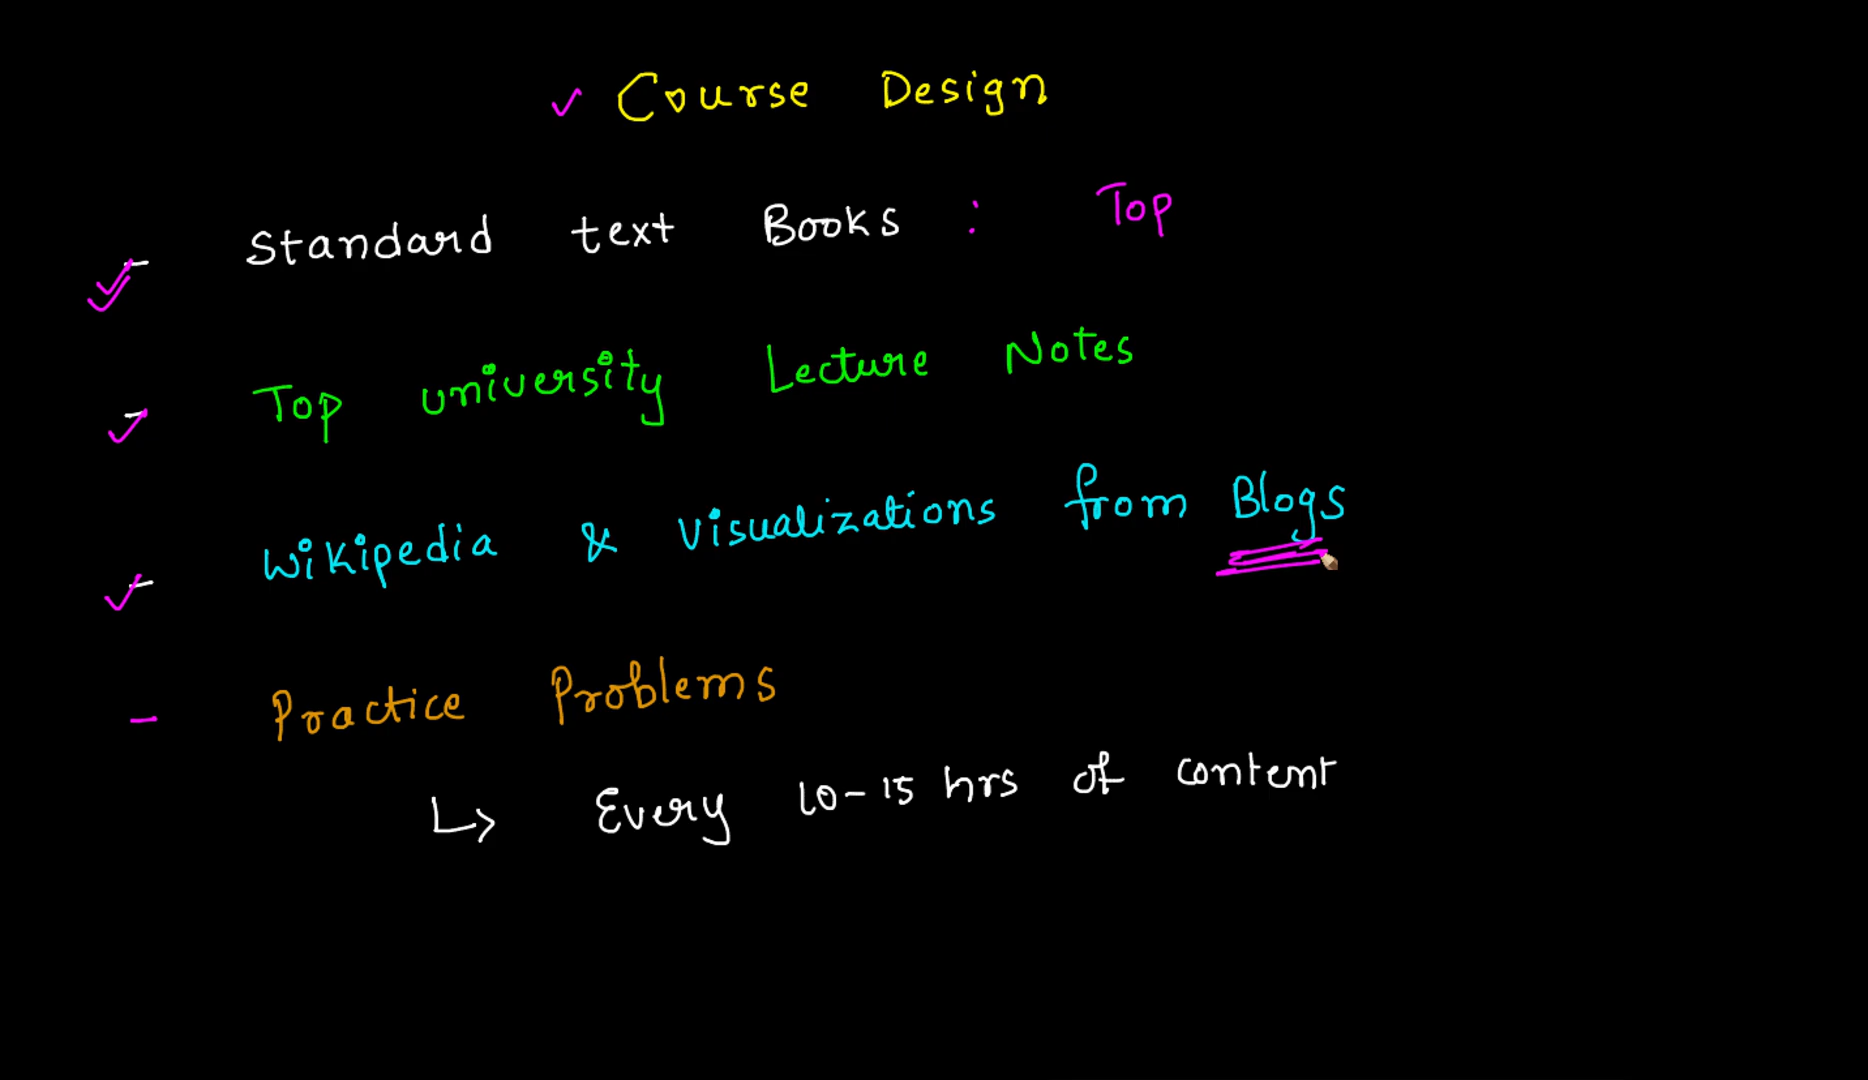 Course Design
- Standard text Books : Top
- Top university Lecture Notes
- Wikipedia & Visualizations from Blogs
- Practice Problems
↳ Every 10-15 hrs of content